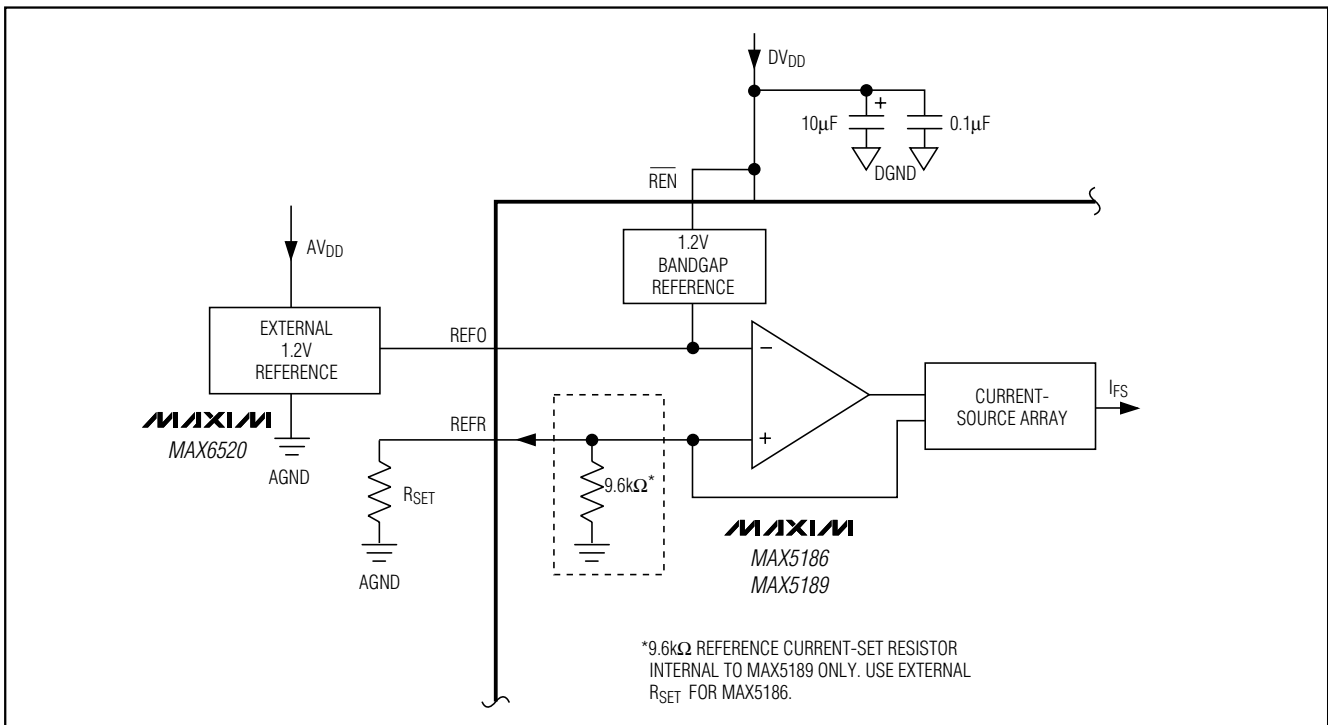 DVDD
+
10µF
0.1µF
DGND
REN
AVDD
1.2V
BANDGAP
REFERENCE
EXTERNAL
1.2V
REFERENCE
REFO
−
CURRENT-
SOURCE ARRAY
IFS
MAXIM
MAX6520
AGND
REFR
+
RSET
9.6kΩ*
AGND
MAXIM
MAX5186
MAX5189
*9.6kΩ REFERENCE CURRENT-SET RESISTOR
INTERNAL TO MAX5189 ONLY. USE EXTERNAL
RSET FOR MAX5186.